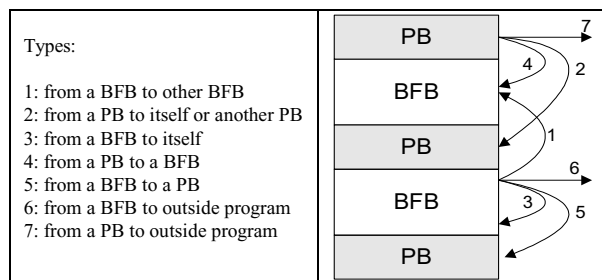 Types:
1: from a BFB to other BFB
2: from a PB to itself or another PB
3: from a BFB to itself
4: from a PB to a BFB
5: from a BFB to a PB
6: from a BFB to outside program
7: from a PB to outside program
PB
7
4
2
BFB
PB
1
6
BFB
3
5
PB